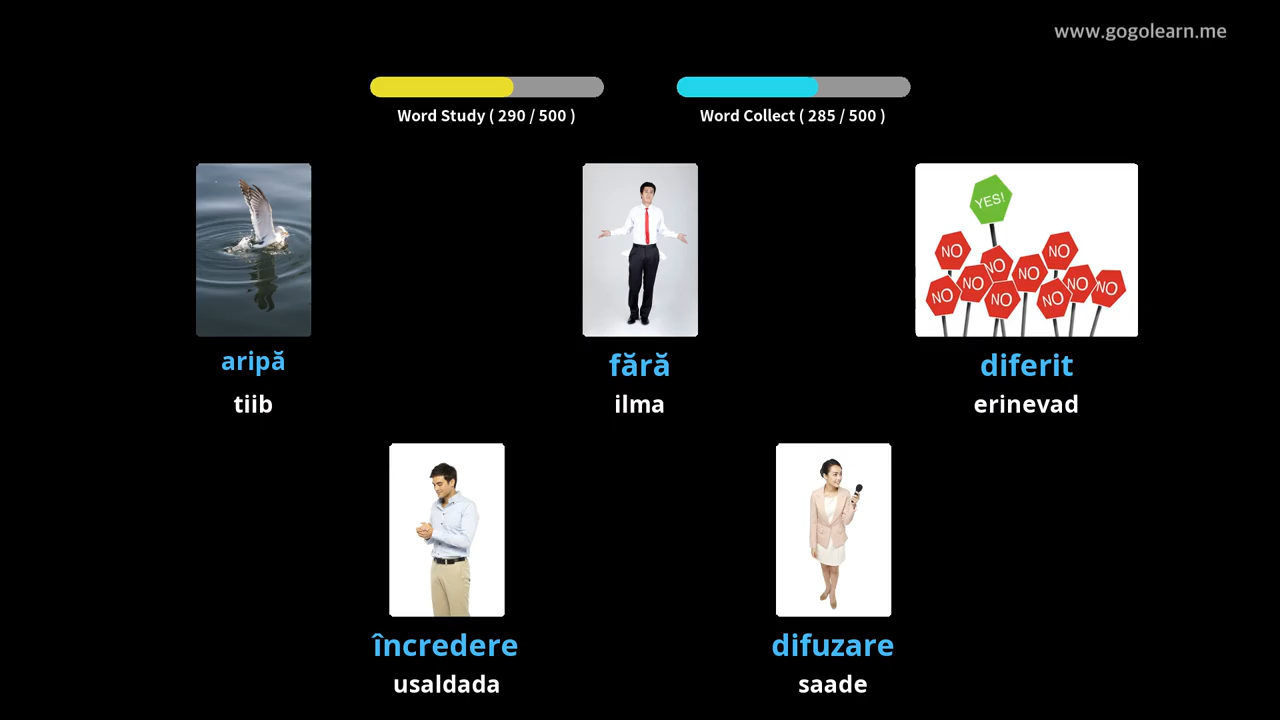 www.gogolearn.me
Word Study ( 290 / 500 )
Word Collect ( 285 / 500 )
YES!
NO
NO
NO
NO
NO
NO
NO
NO
NO
NO
aripă
fără
diferit
tiib
ilma
erinevad
încredere
difuzare
usaldada
saade